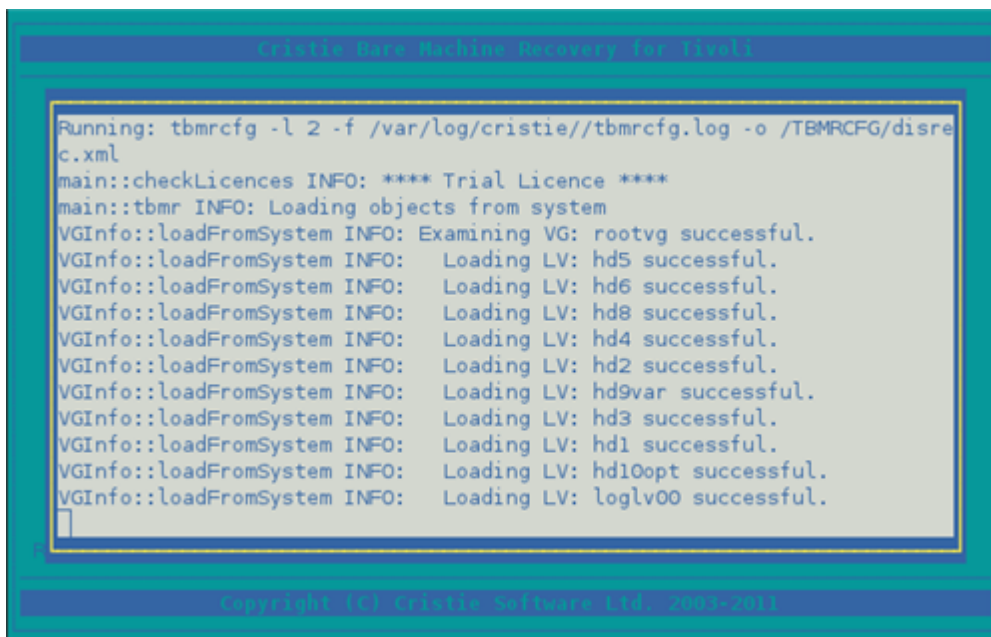 Cristie Bare Machine Recovery for Tivoli
Running: tbmrcfg -l 2 -f /var/log/cristie//tbmrcfg.log -o /TBMRCFG/disre
c.xml
main::checkLicences INFO: **** Trial Licence ****
main::tbmr INFO: Loading objects from system
VGInfo::loadFromSystem INFO: Examining VG: rootvg successful.
VGInfo::loadFromSystem INFO:   Loading LV: hd5 successful.
VGInfo::loadFromSystem INFO:   Loading LV: hd6 successful.
VGInfo::loadFromSystem INFO:   Loading LV: hd8 successful.
VGInfo::loadFromSystem INFO:   Loading LV: hd4 successful.
VGInfo::loadFromSystem INFO:   Loading LV: hd2 successful.
VGInfo::loadFromSystem INFO:   Loading LV: hd9var successful.
VGInfo::loadFromSystem INFO:   Loading LV: hd3 successful.
VGInfo::loadFromSystem INFO:   Loading LV: hd1 successful.
VGInfo::loadFromSystem INFO:   Loading LV: hd10opt successful.
VGInfo::loadFromSystem INFO:   Loading LV: loglv00 successful.
Copyright (C) Cristie Software Ltd. 2003-2011